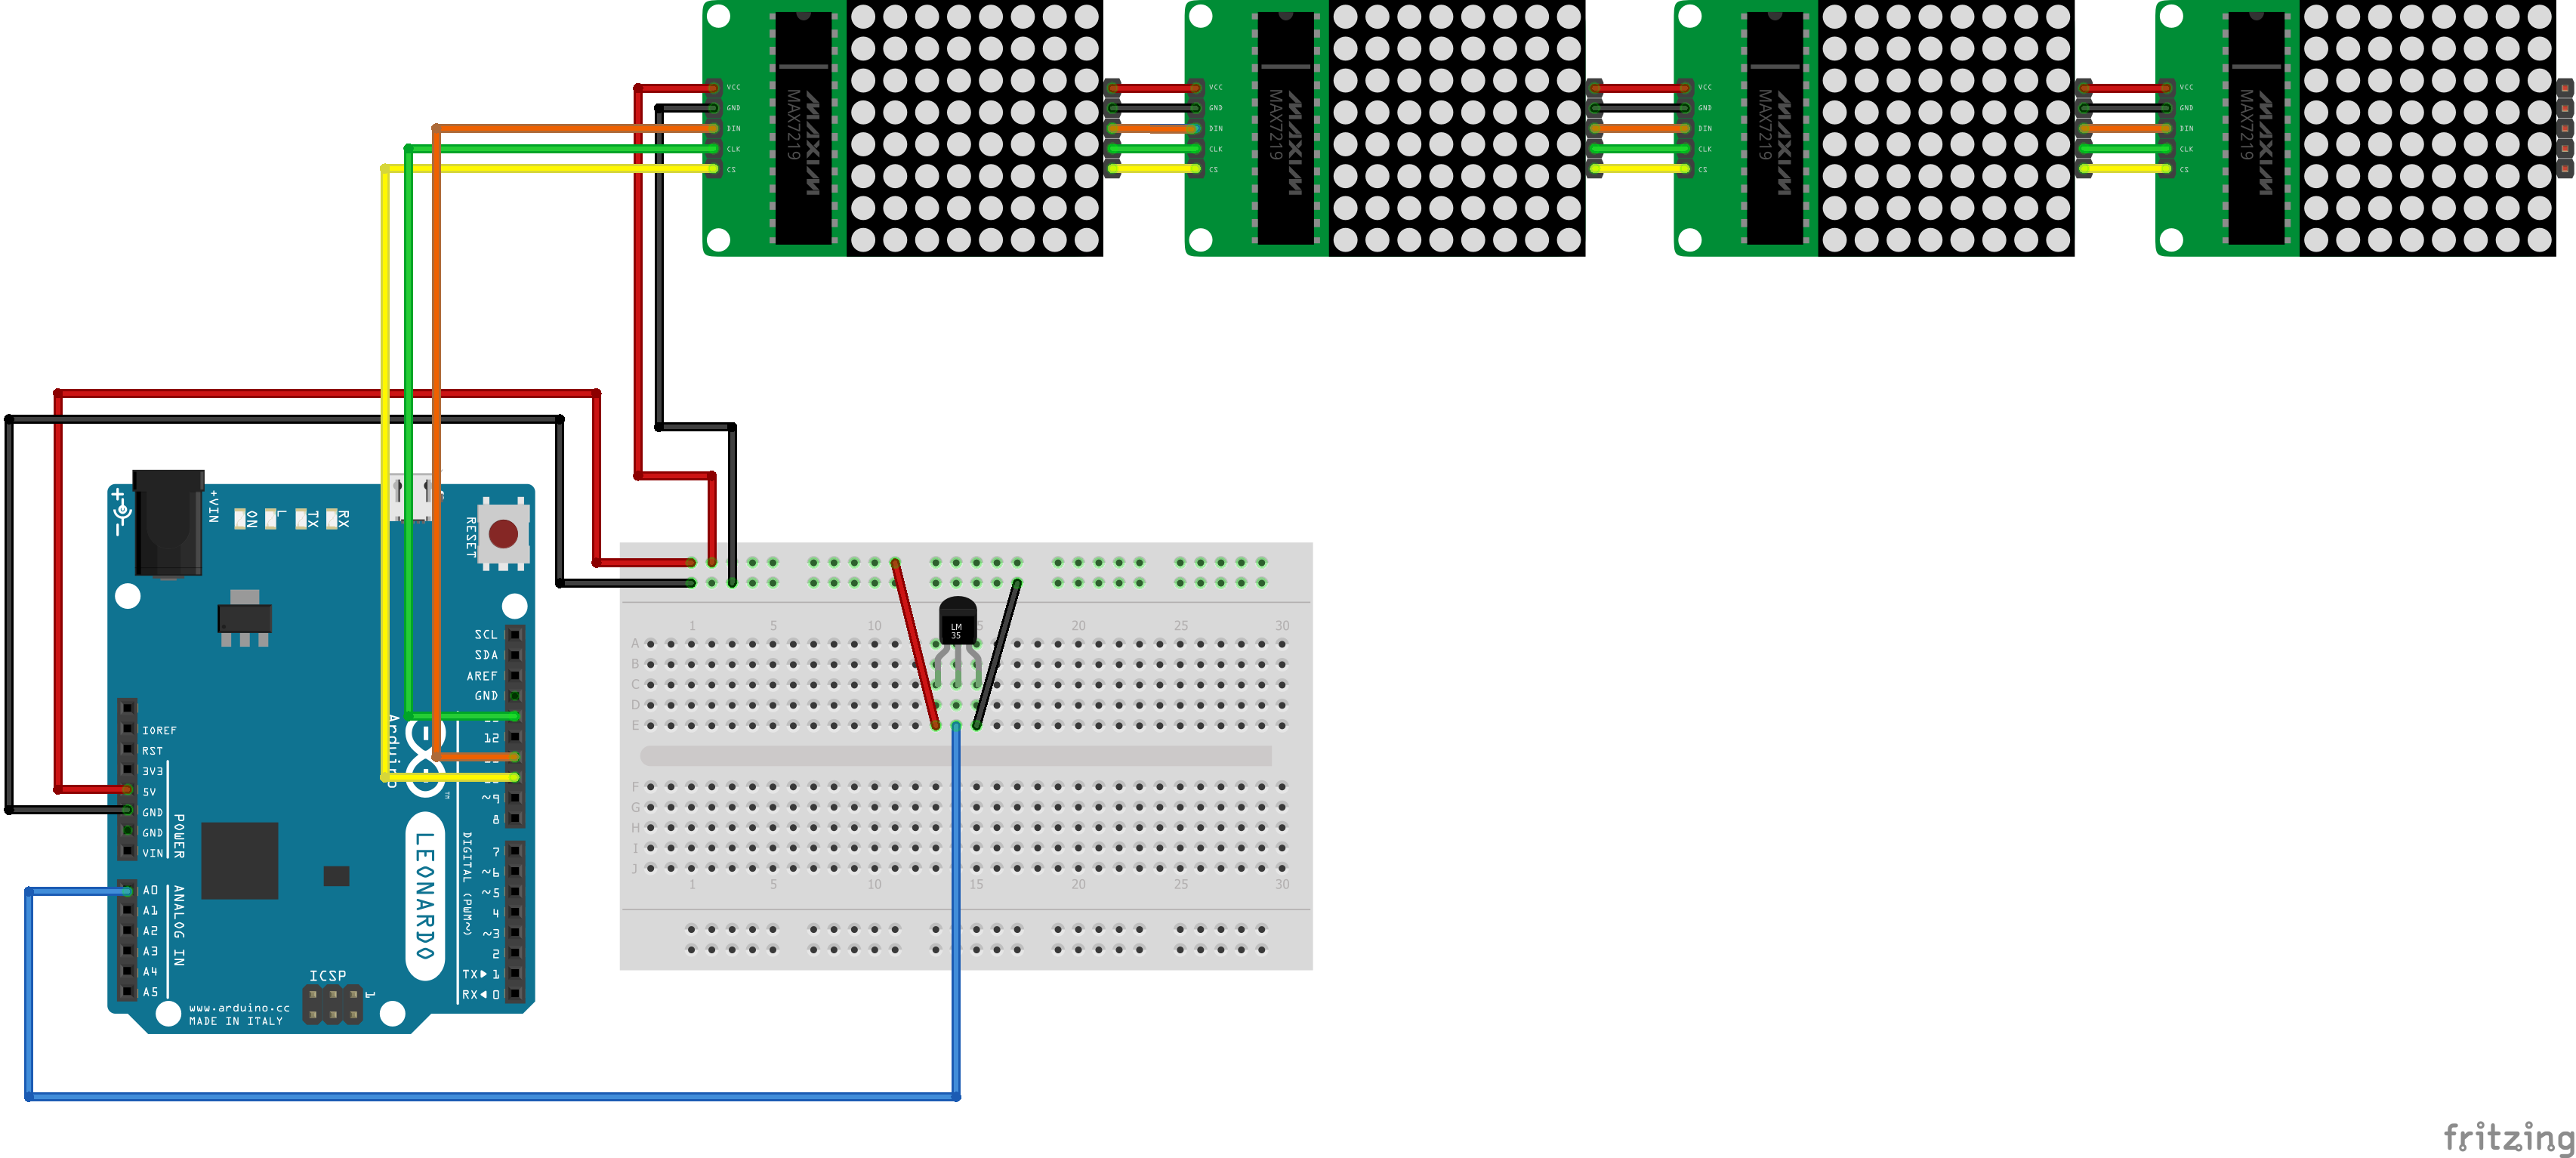 VCC
GND
DIN
CLK
CS
MAX7219
MAXIM
VCC
GND
DIN
CLK
CS
MAX7219
MAXIM
VCC
GND
DIN
CLK
CS
MAX7219
MAXIM
VCC
GND
DIN
CLK
CS
MAX7219
MAXIM
+
-
+VIN
ON
L
TX
RX
RESET
SCL
SDA
AREF
GND
12
~9
8
7
~6
~5
4
~3
2
TX 1
RX 0
DIGITAL (PWM~)
Arduino
TM
LEONARDO
IOREF
RST
3V3
5V
GND
GND
VIN
POWER
A0
A1
A2
A3
A4
A5
ANALOG IN
ICSP
1
www.arduino.cc
MADE IN ITALY
1 5 10 20 25 30
LM
35
A
B
C
D
E
F
G
H
I
J
1 5 10 15 20 25 30
fritzing